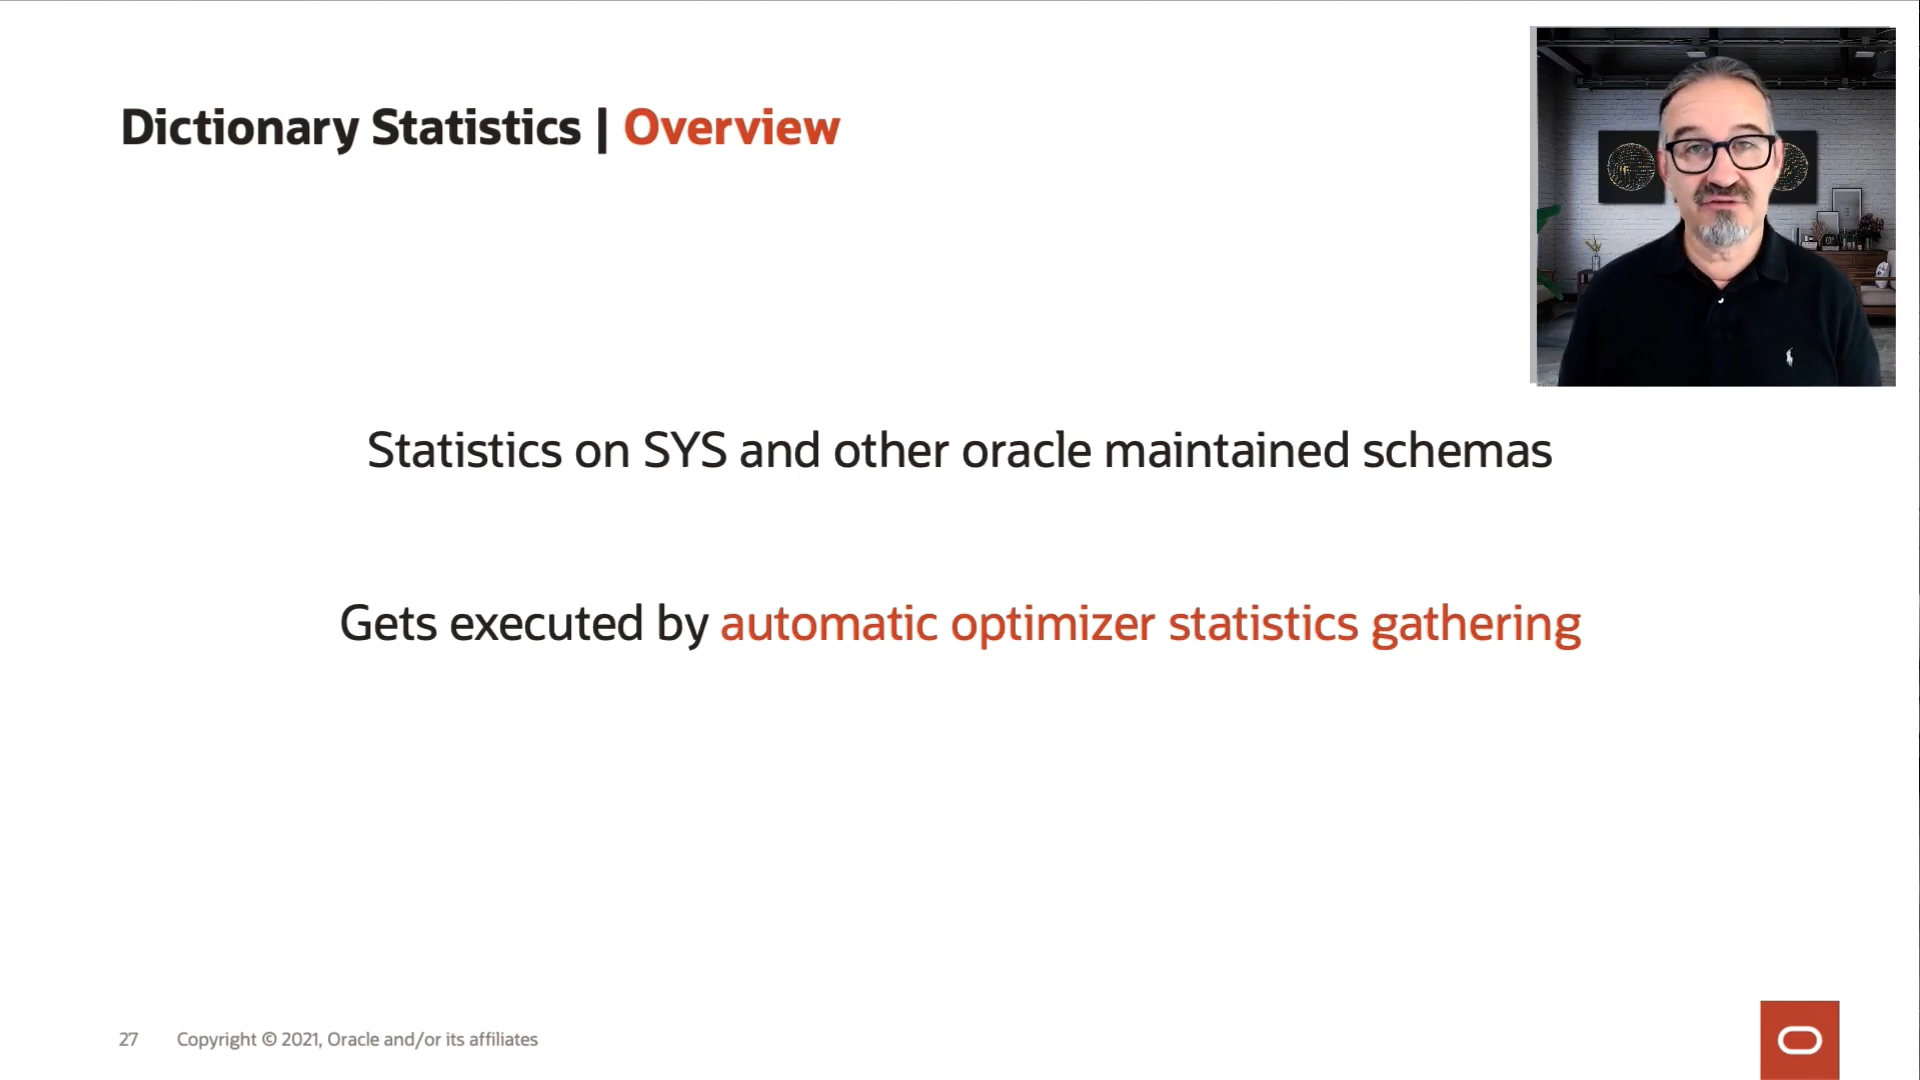 Dictionary Statistics | Overview
Statistics on SYS and other oracle maintained schemas
Gets executed by automatic optimizer statistics gathering
27 Copyright © 2021, Oracle and/or its affiliates